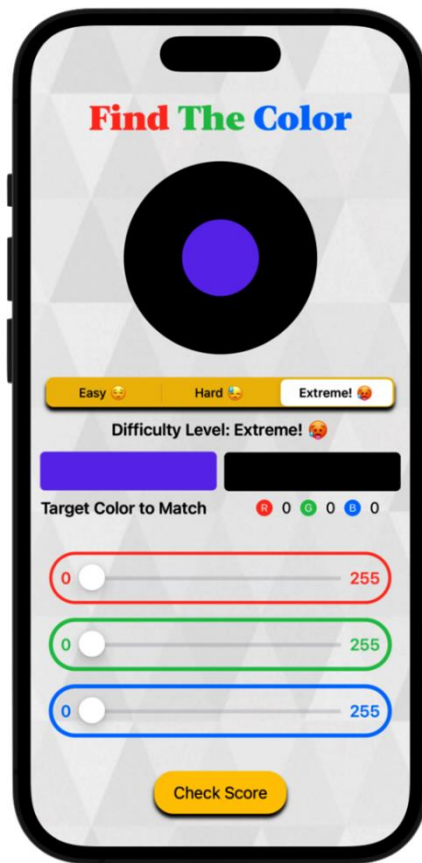 Find The Color
Easy 😔 Hard 😓 Extreme! 🥵
Difficulty Level: Extreme! 🥵
Target Color to Match R 0 G 0 B 0
0 255
0 255
0 255
Check Score